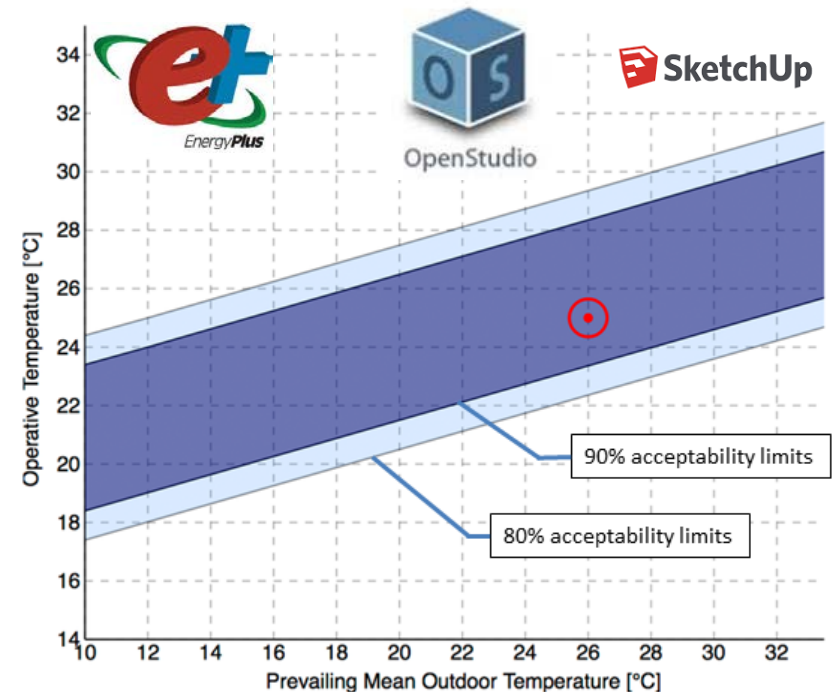 e+
EnergyPlus
OS
OpenStudio
SketchUp
34
32
30
28
26
24
22
20
18
16
14
Operative Temperature [°C]
90% acceptability limits
80% acceptability limits
10 12 14 16 18 20 22 24 26 28 30 32
Prevailing Mean Outdoor Temperature [°C]